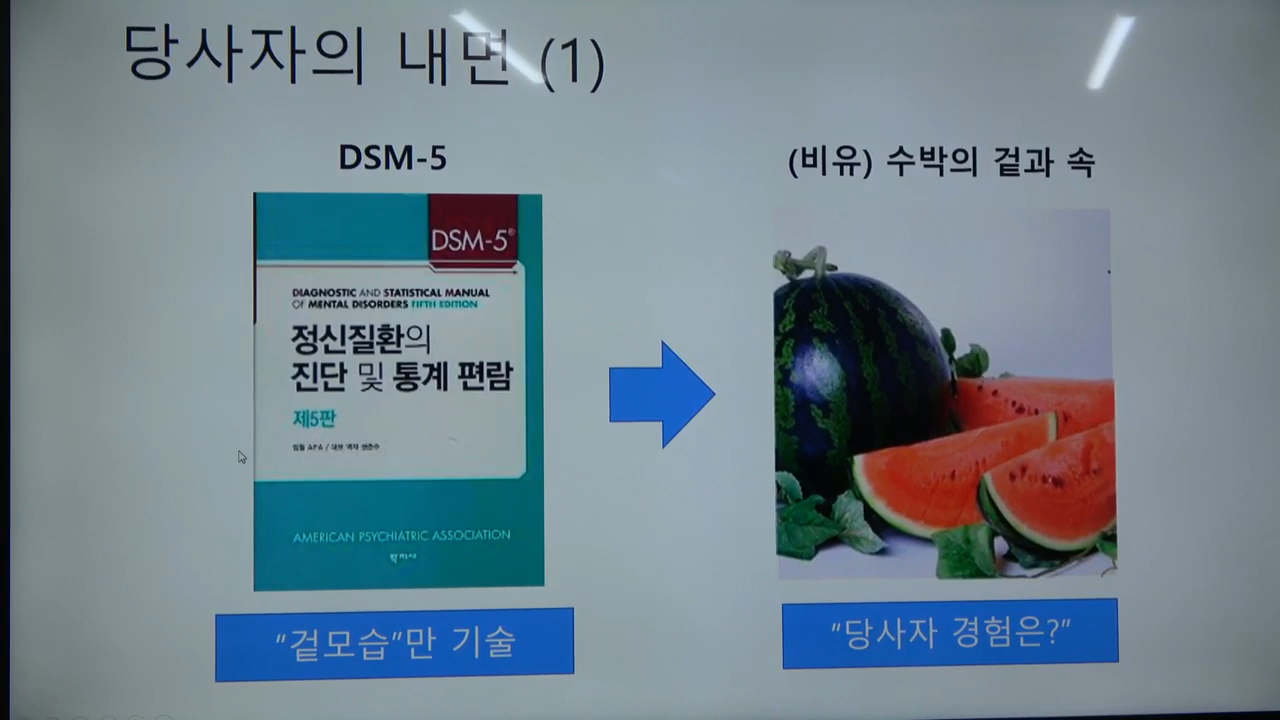 당사자의 내면 (1)
DSM-5
DSM-5®
DIAGNOSTIC AND STATISTICAL MANUAL
OF MENTAL DISORDERS FIFTH EDITION
정신질환의
진단 및 통계 편람
제5판
AMERICAN PSYCHIATRIC ASSOCIATION
학지사
"겉모습"만 기술
(비유) 수박의 겉과 속
"당사자 경험은?"